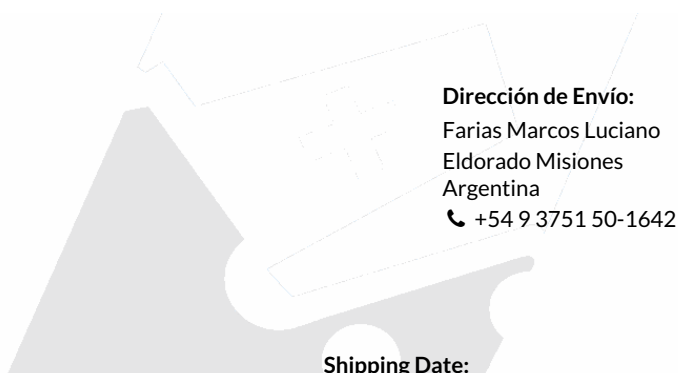 Dirección de Envío:
Farias Marcos Luciano
Eldorado Misiones
Argentina
+54 9 3751 50-1642
Shipping Date: